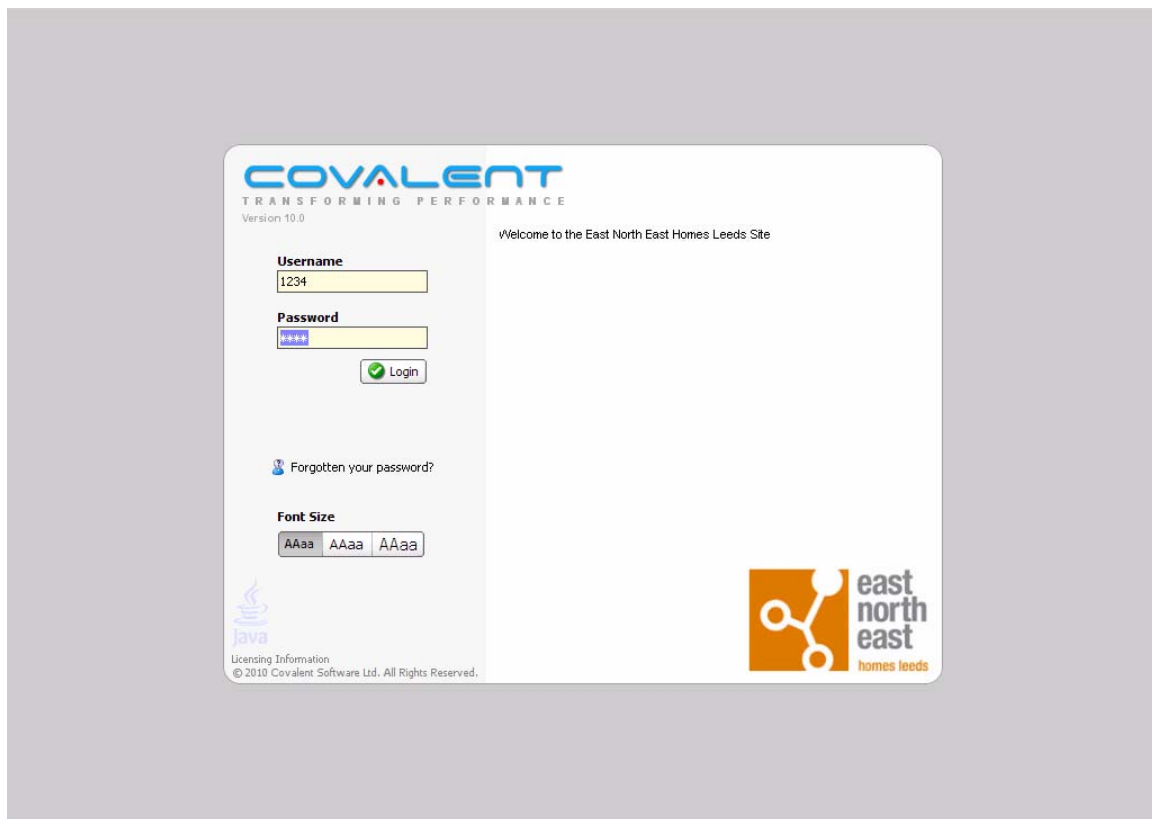 COVALENT
TRANSFORMING PERFORMANCE
Version 10.0
Welcome to the East North East Homes Leeds Site
Username
1234
Password
****
Login
Forgotten your password?
Font Size
AAaa AAaa AAaa
Java
Licensing Information
© 2010 Covalent Software Ltd. All Rights Reserved.
east
north
east
homes leeds